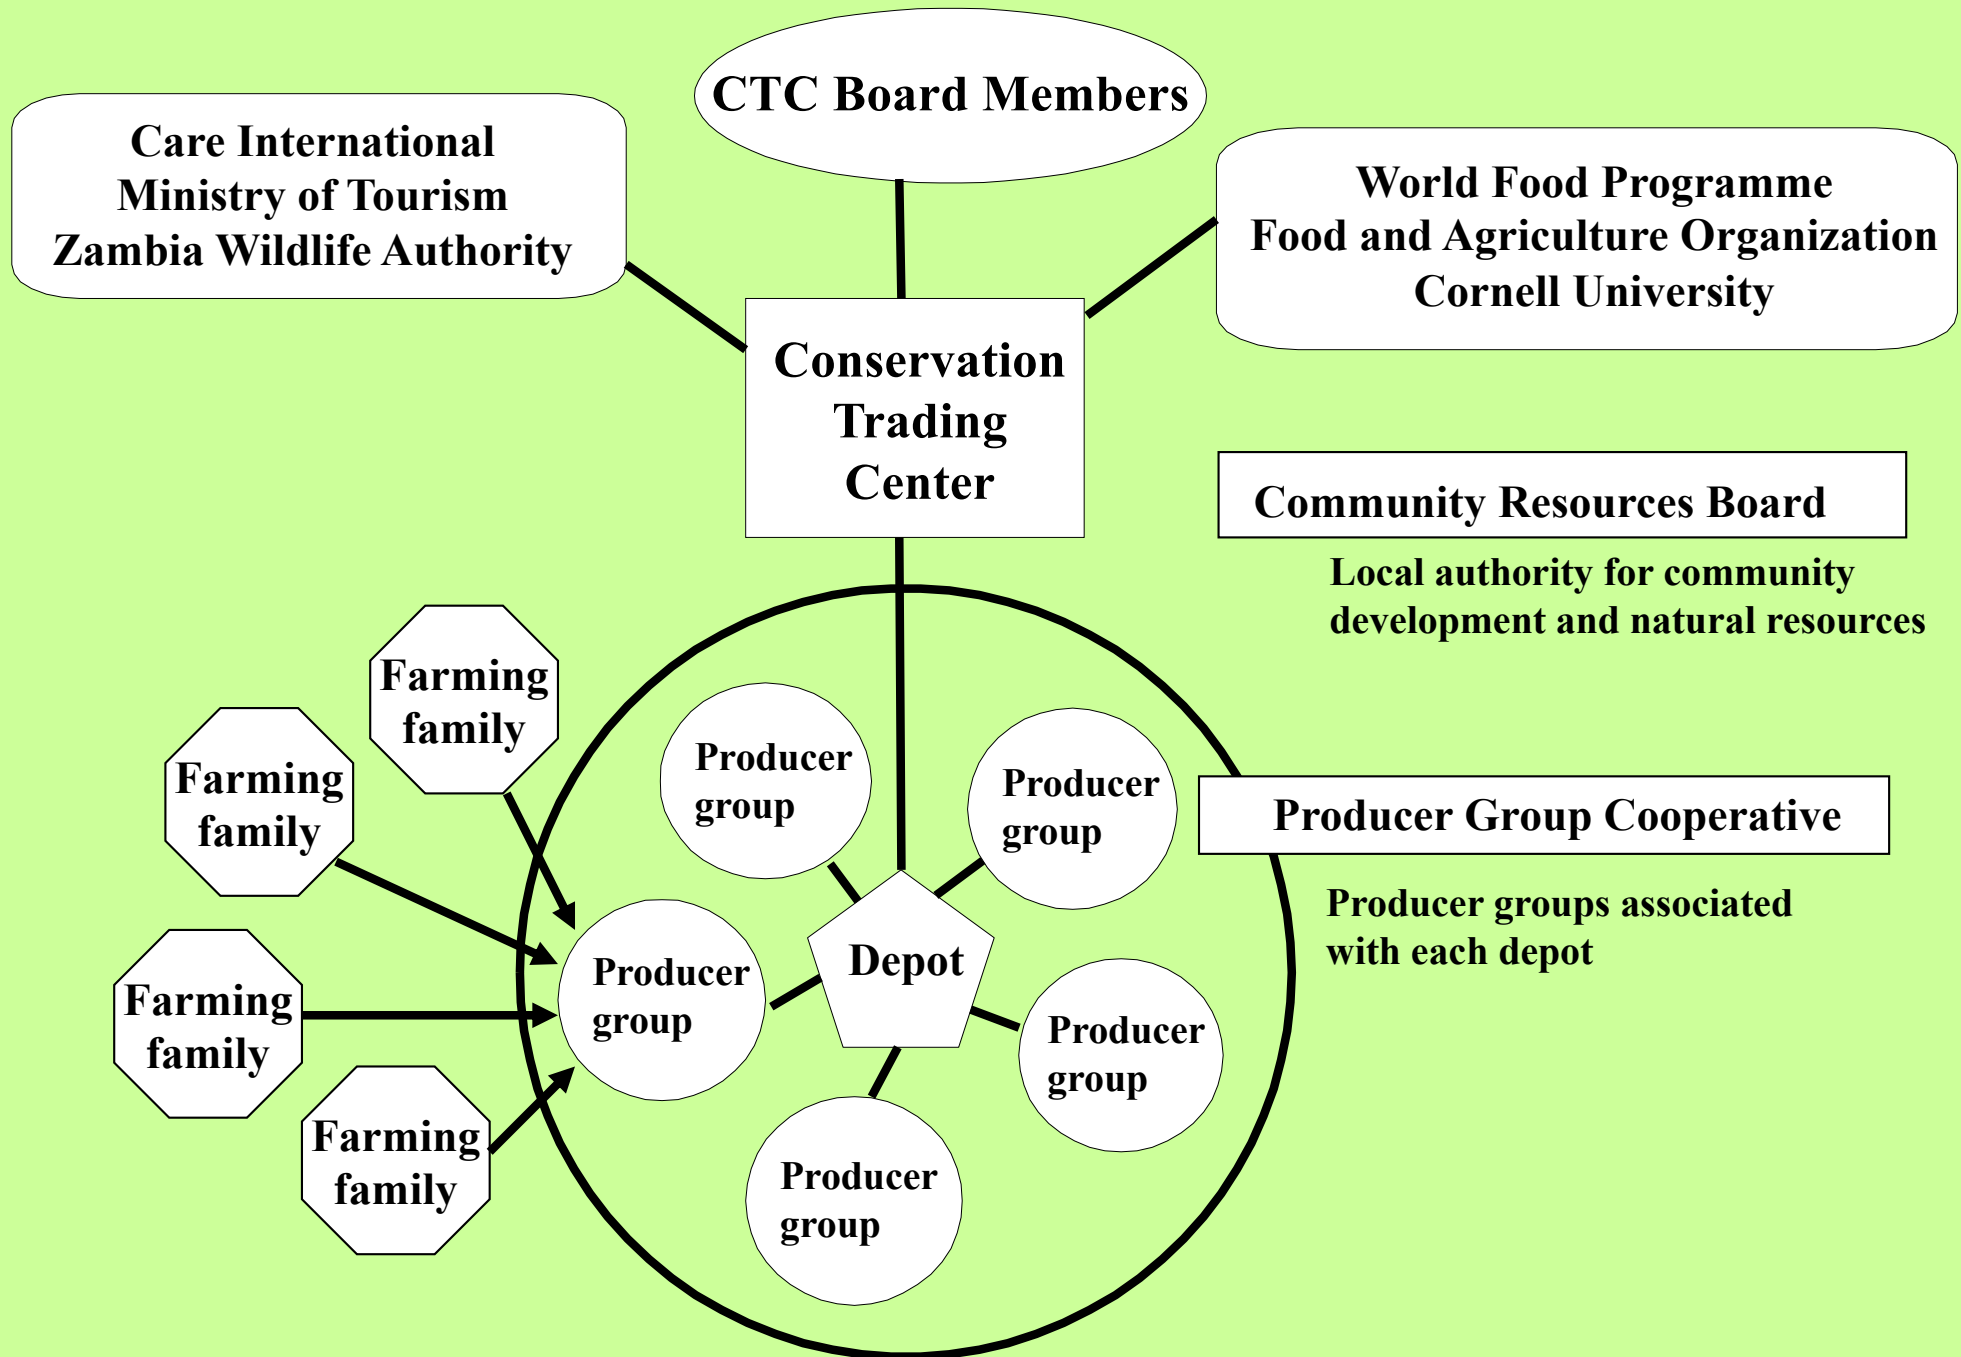 CTC Board Members
Care International
Ministry of Tourism
Zambia Wildlife Authority
World Food Programme
Food and Agriculture Organization
Cornell University
Conservation
Trading
Center
Community Resources Board
Local authority for community
development and natural resources
Farming
family
Farming
family
Farming
family
Farming
family
Producer
group
Producer
group
Producer
group
Producer
group
Producer
group
Depot
Producer Group Cooperative
Producer groups associated
with each depot